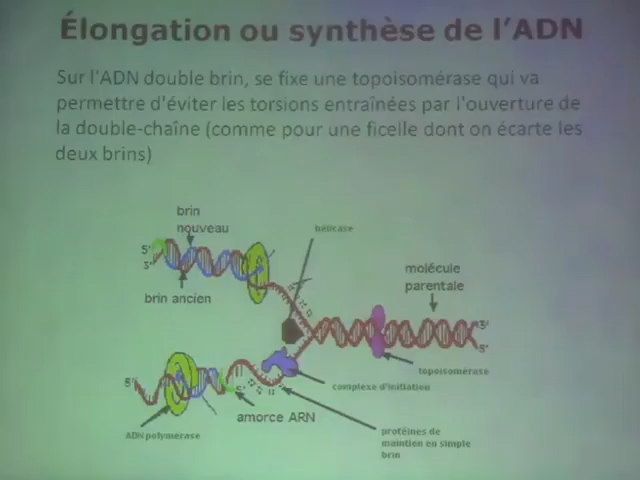 Élongation ou synthèse de l'ADN
Sur l'ADN double brin, se fixe une topoisomérase qui va
permettre d'éviter les torsions entraînées par l'ouverture de
la double-chaîne (comme pour une ficelle dont on écarte les
deux brins)
brin
nouveau
hélicase
5'
3'
molécule
parentale
brin ancien
3'
5'
topoisomérase
5'
complexe d'initiation
amorce ARN
ADN polymérase
protéines de
maintien en simple
brin